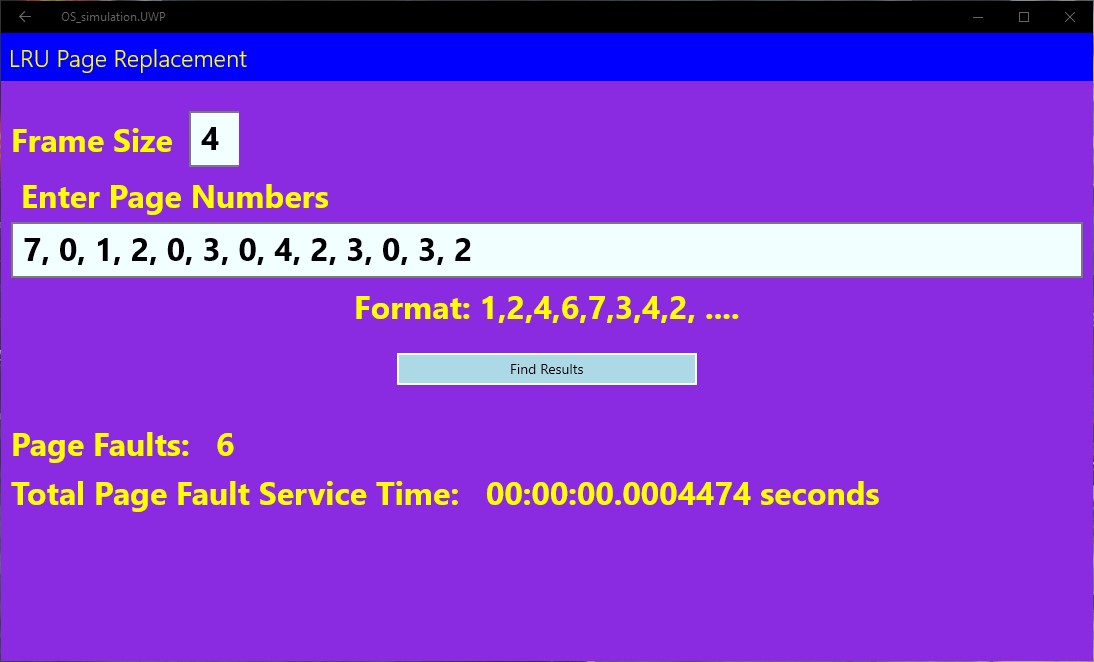 OS_simulation.UWP
LRU Page Replacement
Frame Size 4
Enter Page Numbers
7, 0, 1, 2, 0, 3, 0, 4, 2, 3, 0, 3, 2
Format: 1,2,4,6,7,3,4,2, ....
Find Results
Page Faults: 6
Total Page Fault Service Time: 00:00:00.0004474 seconds